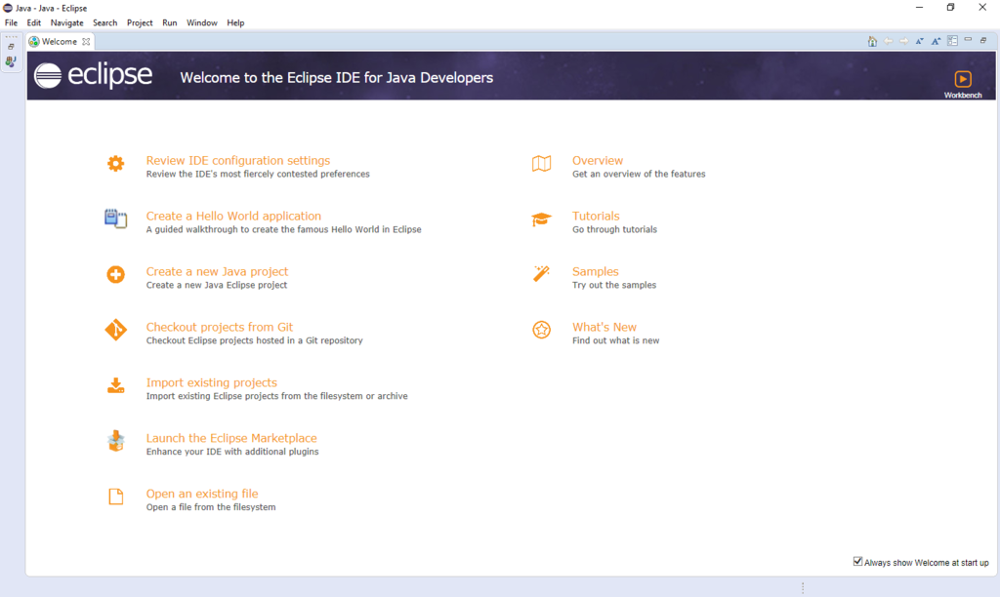 Java - Java - Eclipse
File Edit Navigate Search Project Run Window Help
Welcome
eclipse
Welcome to the Eclipse IDE for Java Developers
Workbench
Review IDE configuration settings
Review the IDE's most fiercely contested preferences
Create a Hello World application
A guided walkthrough to create the famous Hello World in Eclipse
Create a new Java project
Create a new Java Eclipse project
Checkout projects from Git
Checkout Eclipse projects hosted in a Git repository
Import existing projects
Import existing Eclipse projects from the filesystem or archive
Launch the Eclipse Marketplace
Enhance your IDE with additional plugins
Open an existing file
Open a file from the filesystem
Overview
Get an overview of the features
Tutorials
Go through tutorials
Samples
Try out the samples
What's New
Find out what is new
Always show Welcome at start up